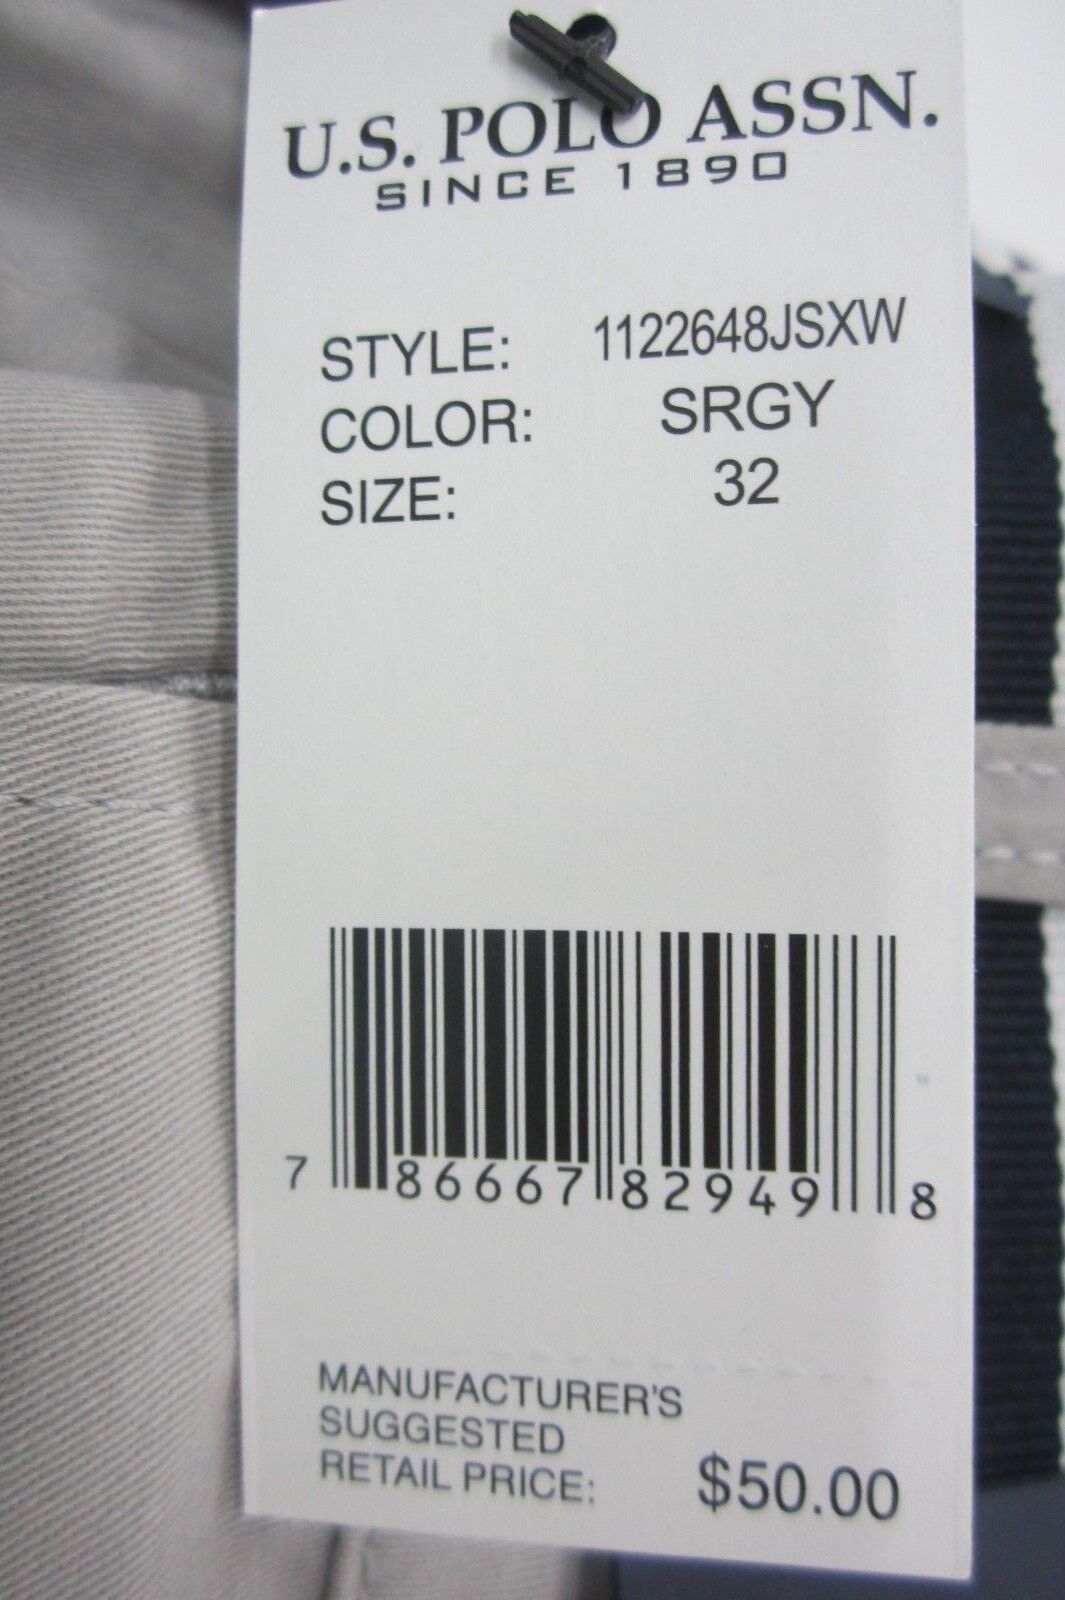 U.S. POLO ASSN.
SINCE 1890
STYLE: 1122648JSXW
COLOR: SRGY
SIZE: 32
7 86667 82949 8
MANUFACTURER'S
SUGGESTED
RETAIL PRICE: $50.00